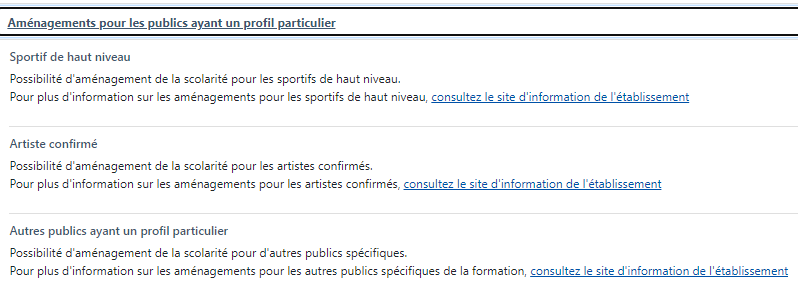 Aménagements pour les publics ayant un profil particulier
Sportif de haut niveau
Possibilité d'aménagement de la scolarité pour les sportifs de haut niveau.
Pour plus d'information sur les aménagements pour les sportifs de haut niveau, consultez le site d'information de l'établissement
Artiste confirmé
Possibilité d'aménagement de la scolarité pour les artistes confirmés.
Pour plus d'information sur les aménagements pour les artistes confirmés, consultez le site d'information de l'établissement
Autres publics ayant un profil particulier
Possibilité d'aménagement de la scolarité pour d'autres publics spécifiques.
Pour plus d'information sur les aménagements pour les autres publics spécifiques de la formation, consultez le site d'information de l'établissement